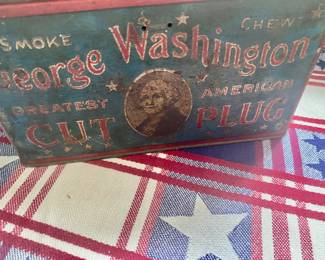 SMOKE CHEW
George Washington
GREATEST AMERICAN
CUT PLUG